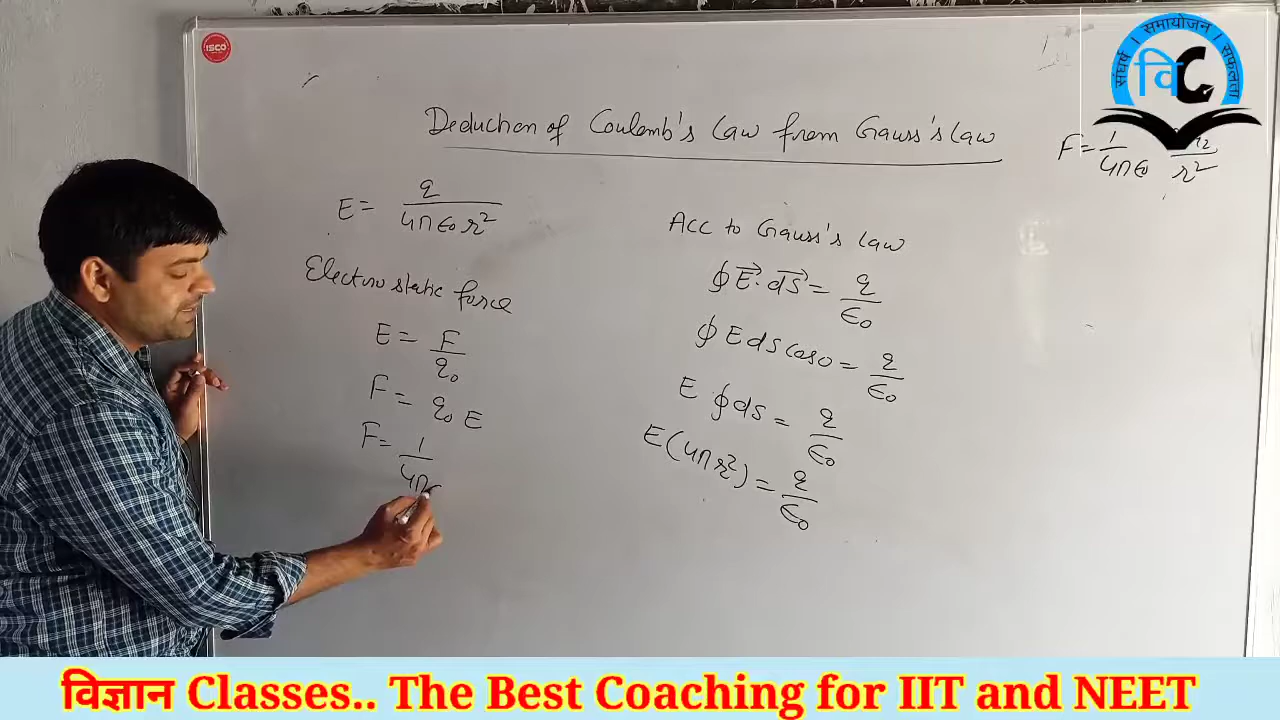 ISCO
Deduction of Coulomb's Law from Gauss's Law
संघर्ष । समायोजन । सफलता
वि C
F = 1/4πε₀ r²
E = q/4πε₀r²
Electrostatic force
E = F/q₀
F = q₀ E
F = 1/4π
Acc to Gauss's Law
∮ E⃗ · dS⃗ = q/ε₀
∮ E ds cos0 = q/ε₀
E ∮ ds = q/ε₀
E(4πr²) = q/ε₀
विज्ञान Classes.. The Best Coaching for IIT and NEET